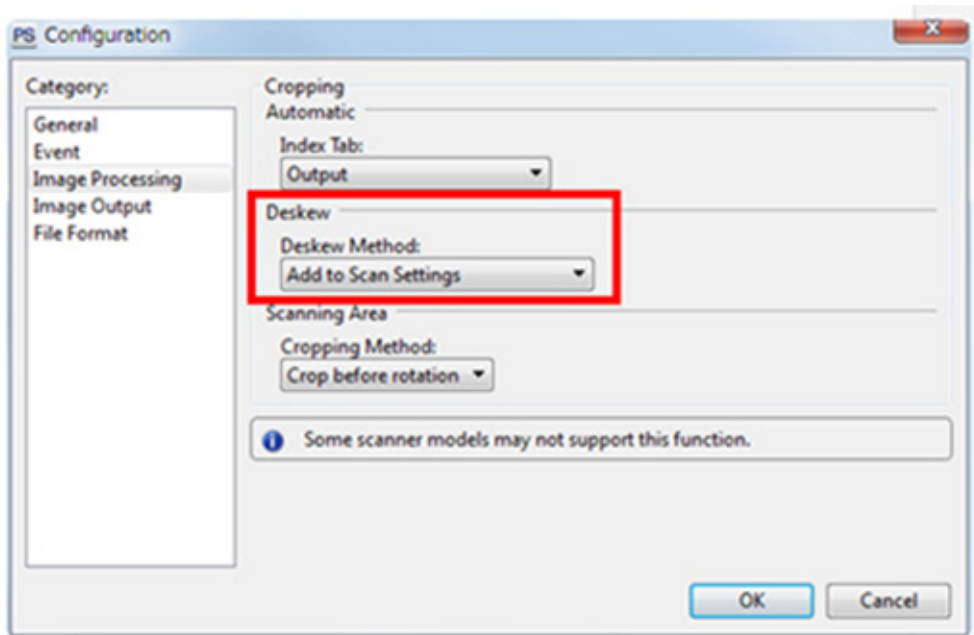 PS Configuration
Category:
General
Event
Image Processing
Image Output
File Format
Cropping
Automatic
Index Tab:
Output
Deskew
Deskew Method:
Add to Scan Settings
Scanning Area
Cropping Method:
Crop before rotation
Some scanner models may not support this function.
OK
Cancel